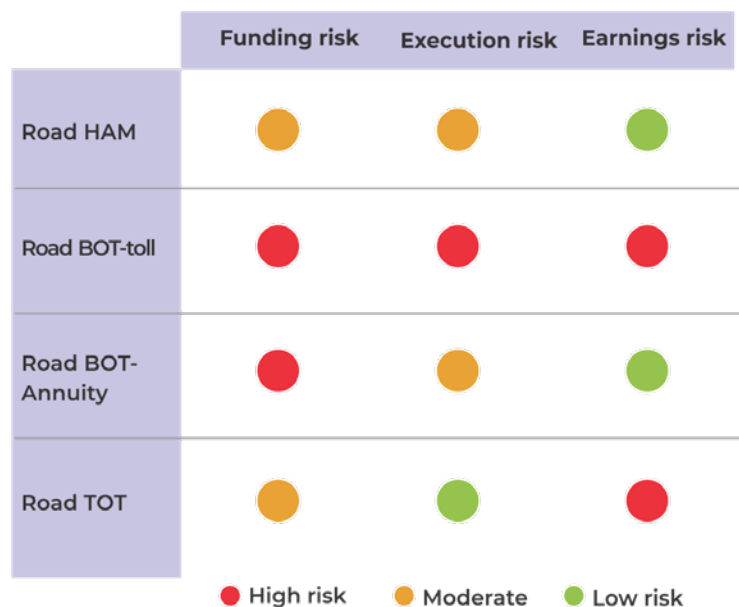 Funding risk Execution risk Earnings risk
Road HAM
Road BOT-toll
Road BOT-
Annuity
Road TOT
High risk Moderate Low risk